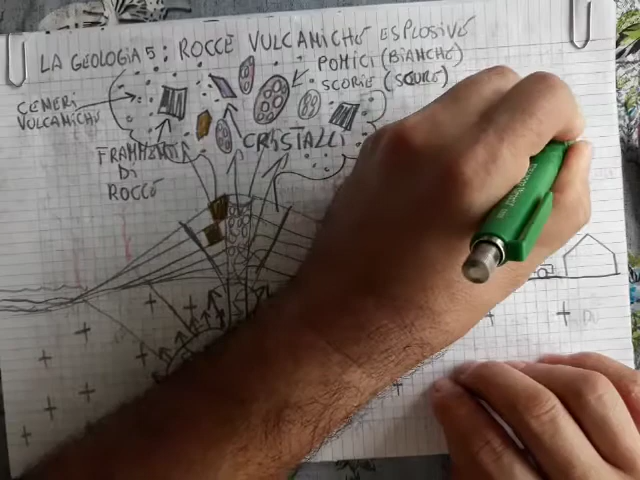 LA GEOLOGIA 5: ROCCE VULCANICHE ESPLOSIVE
POMICI (BIANCHE)
SCORIE (SCURE)
CENERI
VULCANICHE
CRISTALLI
FRAMMENTI
DI
ROCCE